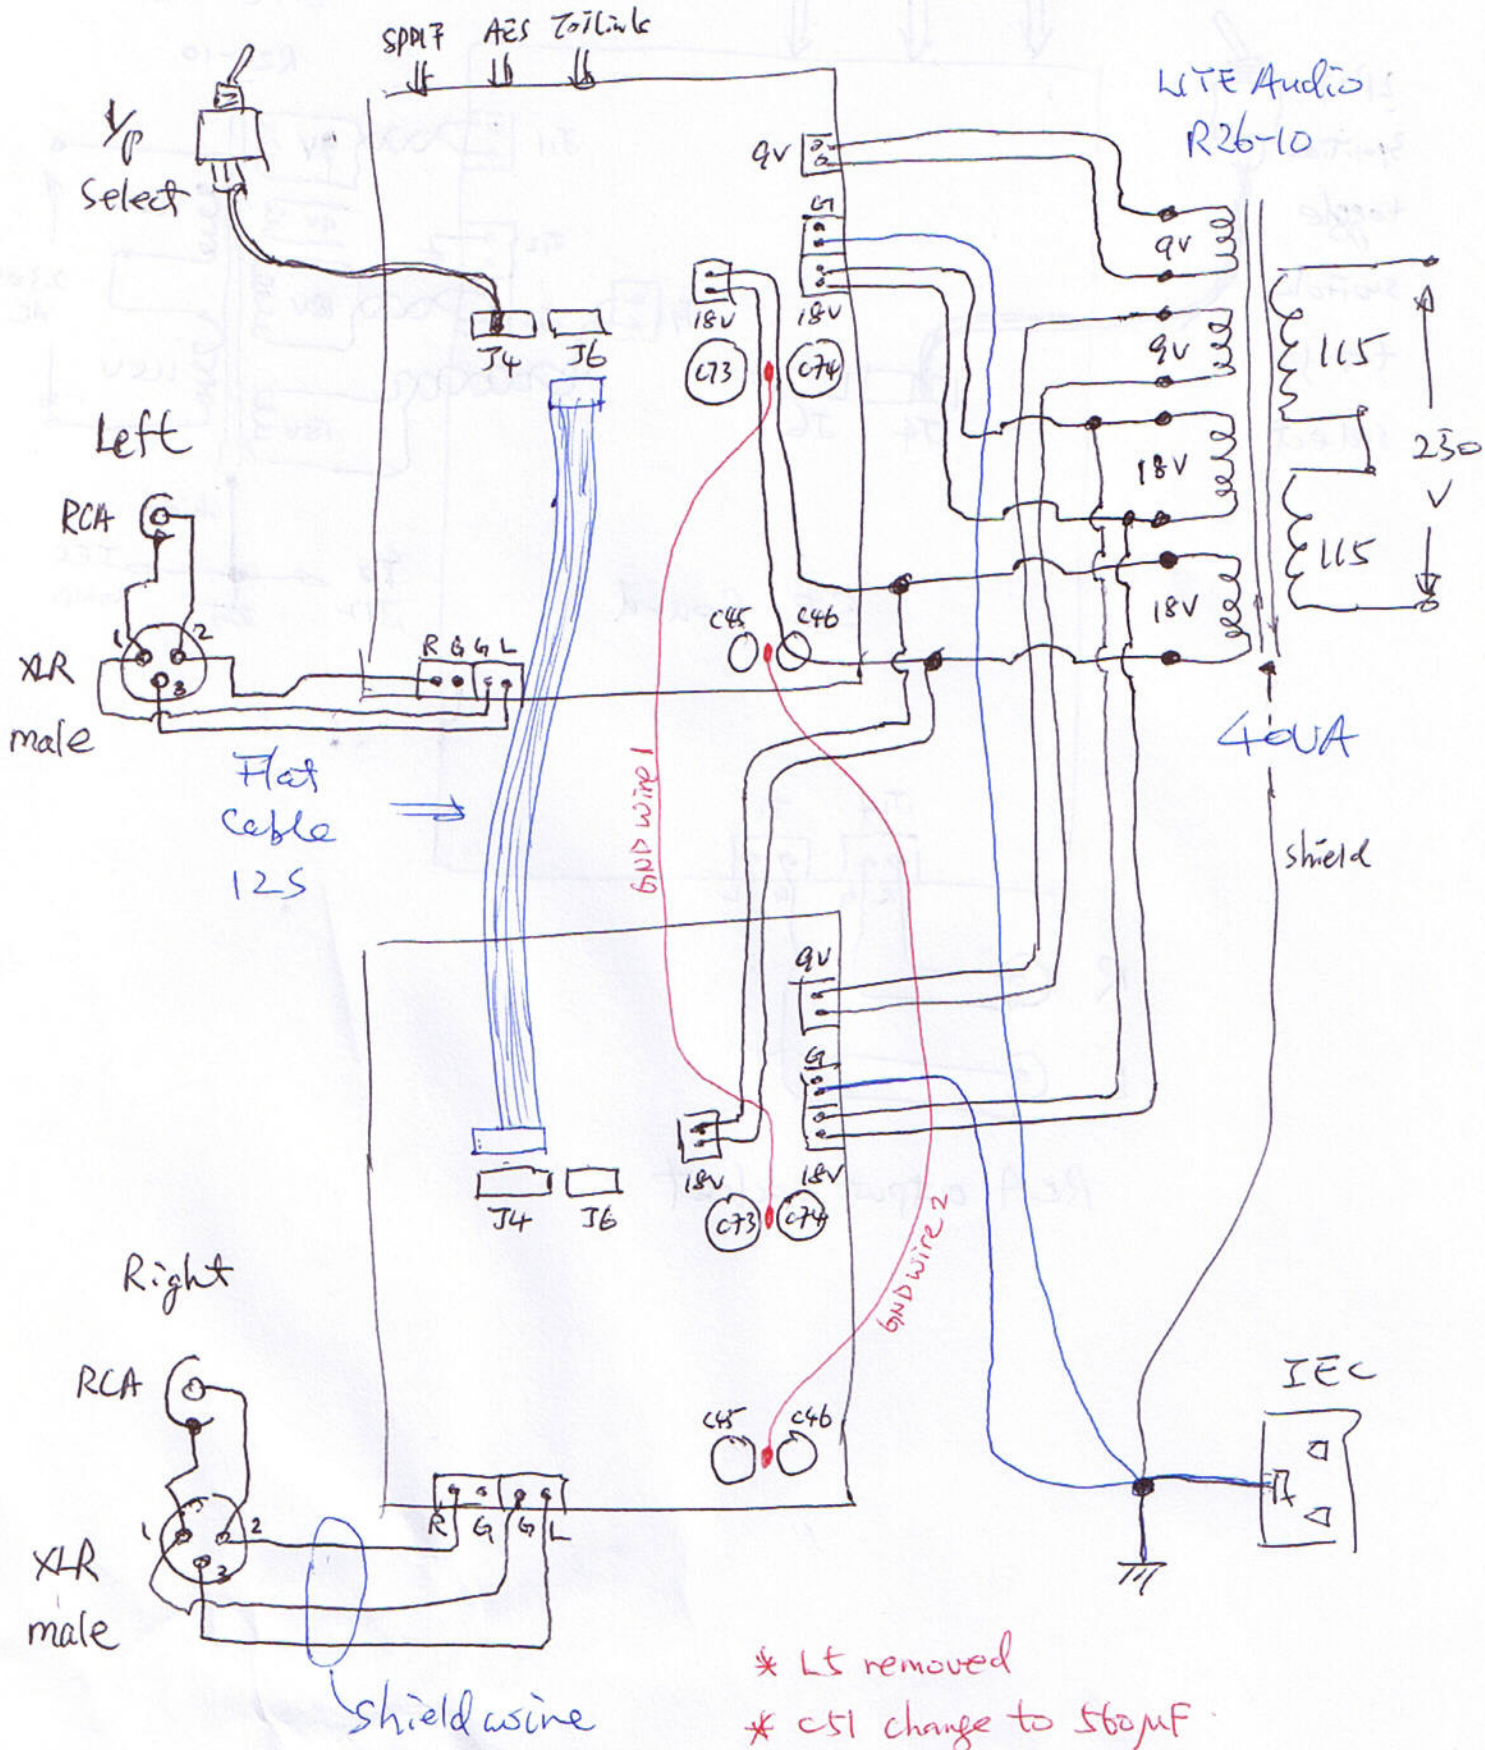 SPDIF AES Toslink
LITE Audio
R26-10
I/p
Select
9V
G
18V
18V
J4
J6
C73
C74
9V
9V
18V
18V
115
115
230
V
Left
RCA
1
2
3
XLR
male
R G G L
C45
C46
40VA
Flat
Cable
12S
GND wire 1
shield
9V
G
18V
18V
J4
J6
C73
C74
GND wire 2
Right
RCA
1
2
3
XLR
male
C45
C46
R G G L
IEC
Shield wire
* L5 removed
* C51 change to 560µF